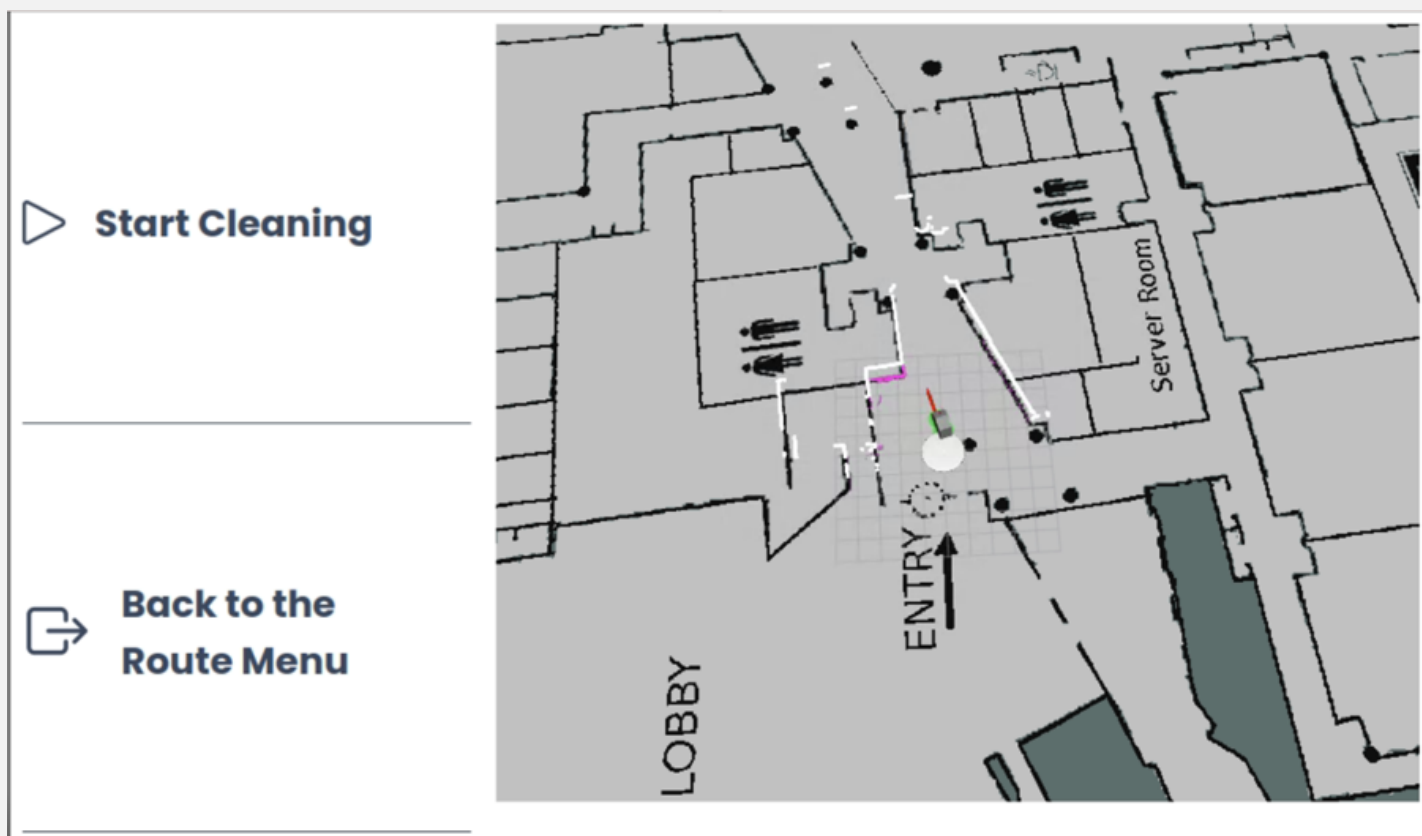 Start Cleaning
Back to the
Route Menu
Server Room
ENTRY
LOBBY